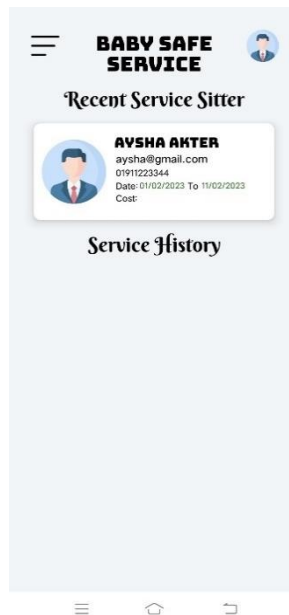 BABY SAFE
SERVICE
Recent Service Sitter
AYSHA AKTER
aysha@gmail.com
01911223344
Date: 01/02/2023 To 11/02/2023
Cost:
Service History